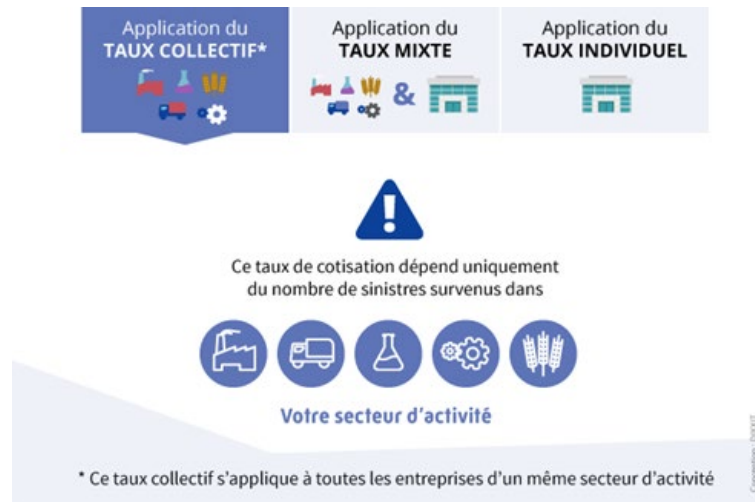 Application du
TAUX COLLECTIF*
Application du
TAUX MIXTE
&
Application du
TAUX INDIVIDUEL
!
Ce taux de cotisation dépend uniquement
du nombre de sinistres survenus dans
Votre secteur d'activité
* Ce taux collectif s'applique à toutes les entreprises d'un même secteur d'activité